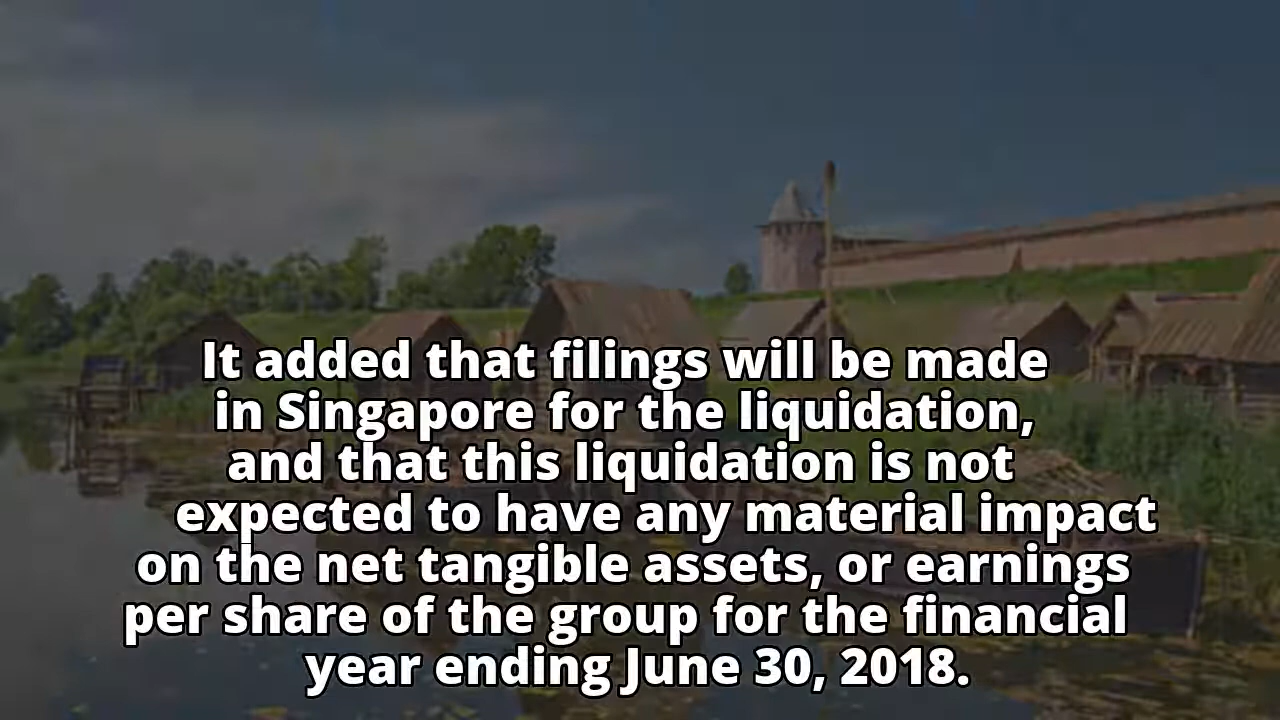 It added that filings will be made
in Singapore for the liquidation,
and that this liquidation is not
expected to have any material impact
on the net tangible assets, or earnings
per share of the group for the financial
year ending June 30, 2018.